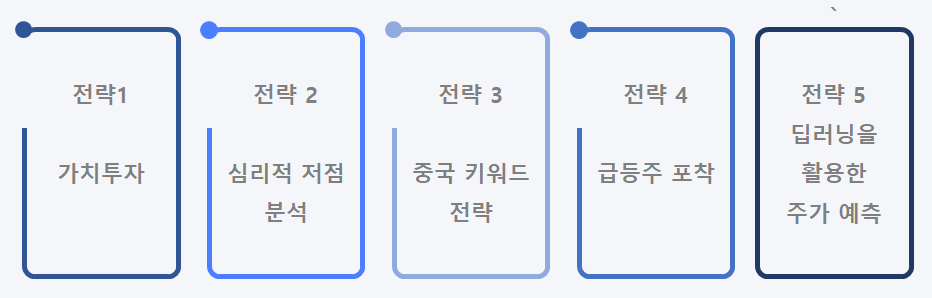 `
전략1
가치투자
전략 2
심리적 저점
분석
전략 3
중국 키워드
전략
전략 4
급등주 포착
전략 5
딥러닝을
활용한
주가 예측